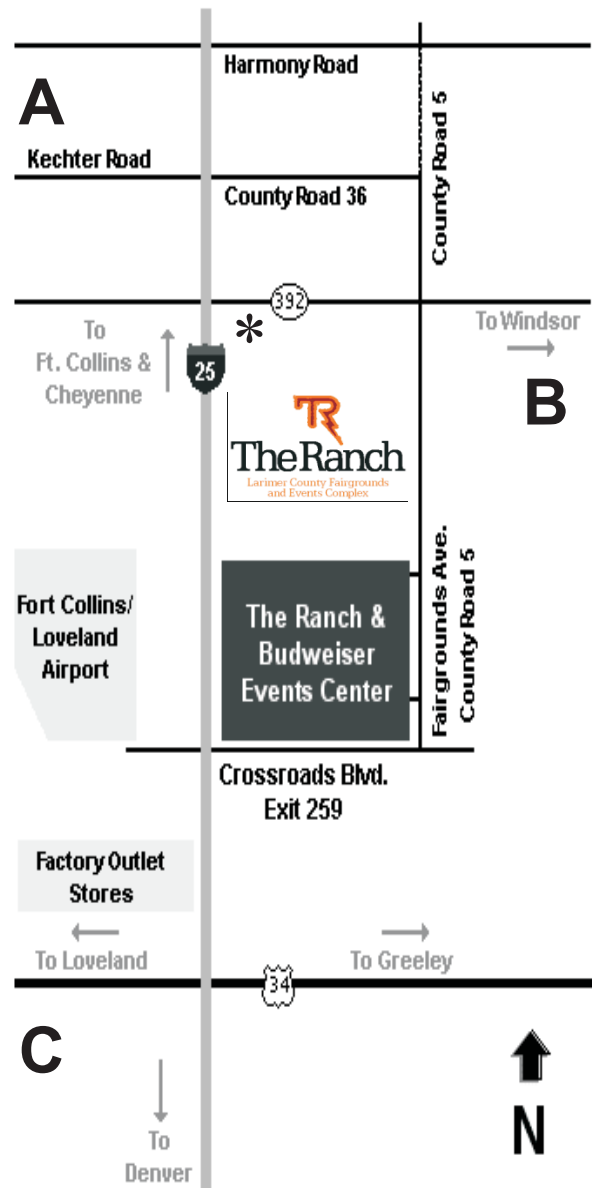 Harmony Road
A
County Road 5
Kechter Road
County Road 36
392
*
To
Ft. Collins &
Cheyenne
To Windsor
25
B
TR
The Ranch
Larimer County Fairgrounds
and Events Complex
Fort Collins/
Loveland
Airport
The Ranch &
Budweiser
Events Center
Fairgrounds Ave.
County Road 5
Crossroads Blvd.
Exit 259
Factory Outlet
Stores
To Loveland
To Greeley
34
C
N
To
Denver